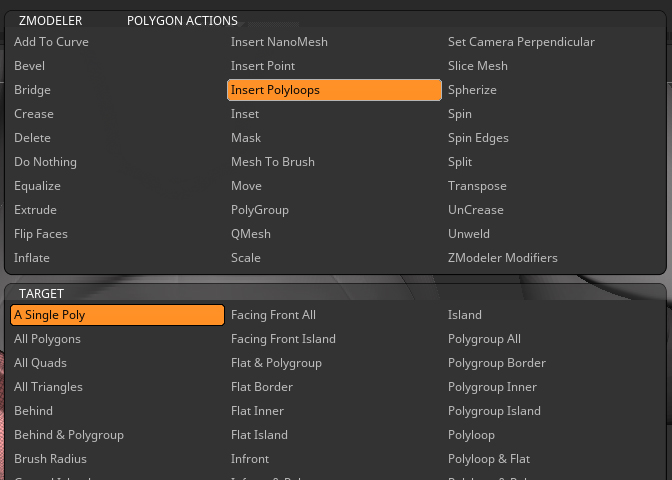 ZMODELER POLYGON ACTIONS
Add To Curve Insert NanoMesh Set Camera Perpendicular
Bevel Insert Point Slice Mesh
Bridge Insert Polyloops Spherize
Crease Inset Spin
Delete Mask Spin Edges
Do Nothing Mesh To Brush Split
Equalize Move Transpose
Extrude PolyGroup UnCrease
Flip Faces QMesh Unweld
Inflate Scale ZModeler Modifiers
TARGET
A Single Poly Facing Front All Island
All Polygons Facing Front Island Polygroup All
All Quads Flat & Polygroup Polygroup Border
All Triangles Flat Border Polygroup Inner
Behind Flat Inner Polygroup Island
Behind & Polygroup Flat Island Polyloop
Brush Radius Infront Polyloop & Flat